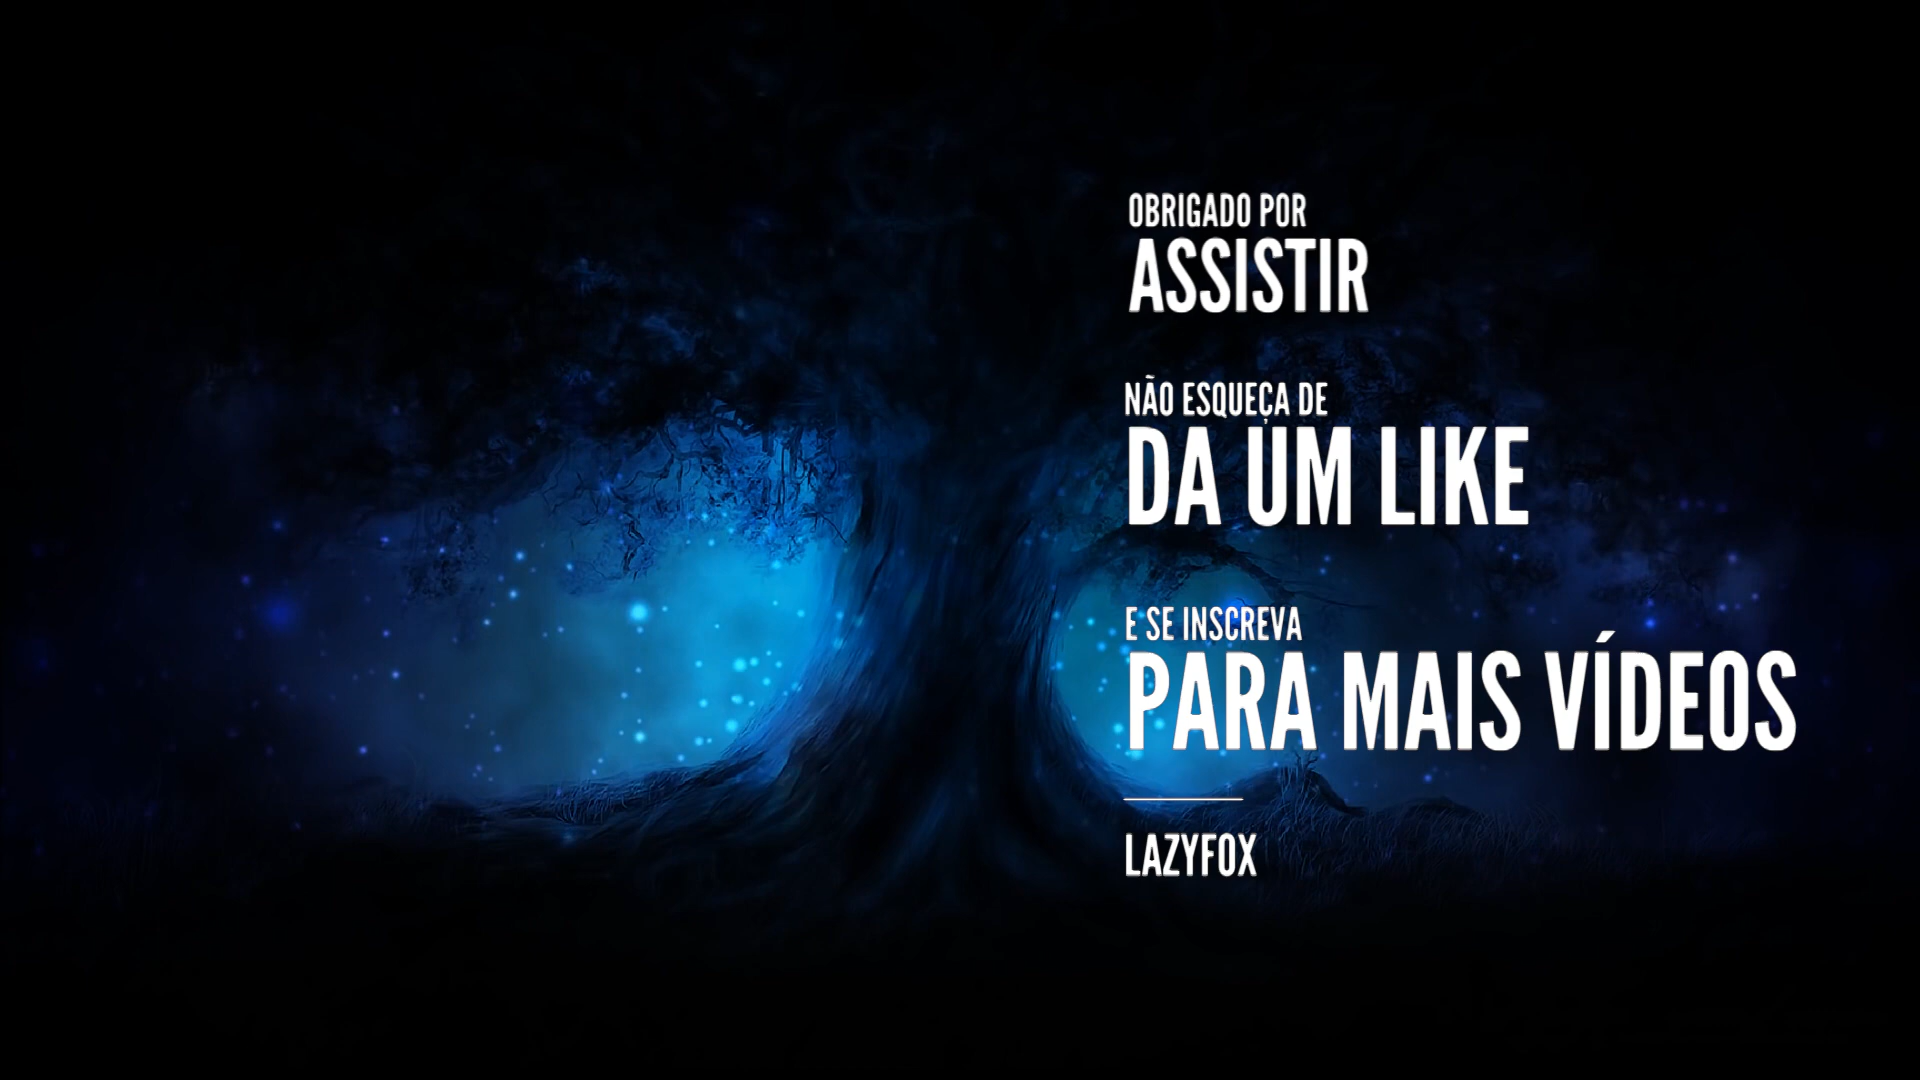 OBRIGADO POR
ASSISTIR
NÃO ESQUEÇA DE
DA UM LIKE
E SE INSCREVA
PARA MAIS VÍDEOS
LAZYFOX